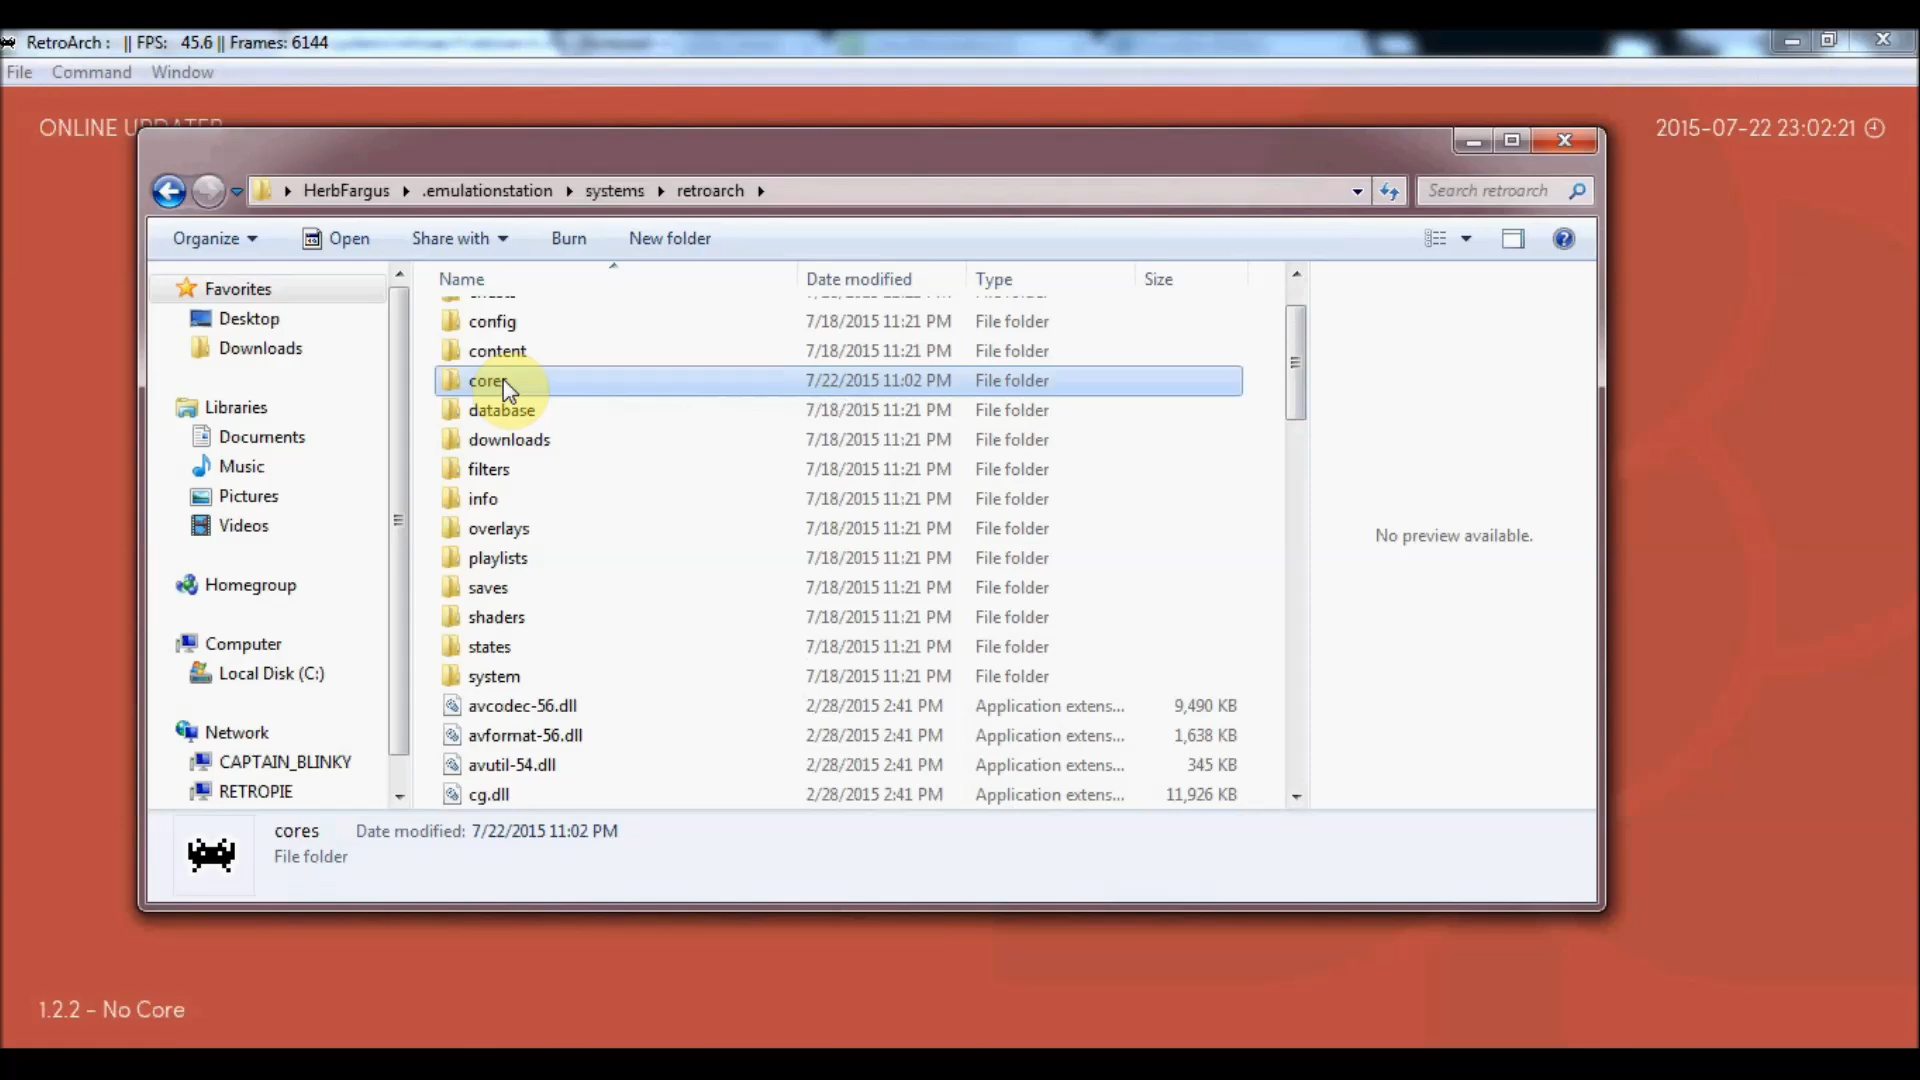 RetroArch : || FPS: 45.6 || Frames: 6144
File Command Window
ONLINE UPDATER
2015-07-22 23:02:21
HerbFargus .emulationstation systems retroarch
Search retroarch
Organize Open Share with Burn New folder
Name Date modified Type Size
Favorites
Desktop
Downloads
Libraries
Documents
Music
Pictures
Videos
Homegroup
Computer
Local Disk (C:)
Network
CAPTAIN_BLINKY
RETROPIE
config 7/18/2015 11:21 PM File folder
content 7/18/2015 11:21 PM File folder
cores 7/22/2015 11:02 PM File folder
database 7/18/2015 11:21 PM File folder
downloads 7/18/2015 11:21 PM File folder
filters 7/18/2015 11:21 PM File folder
info 7/18/2015 11:21 PM File folder
overlays 7/18/2015 11:21 PM File folder
playlists 7/18/2015 11:21 PM File folder
saves 7/18/2015 11:21 PM File folder
shaders 7/18/2015 11:21 PM File folder
states 7/18/2015 11:21 PM File folder
system 7/18/2015 11:21 PM File folder
avcodec-56.dll 2/28/2015 2:41 PM Application extens... 9,490 KB
avformat-56.dll 2/28/2015 2:41 PM Application extens... 1,638 KB
avutil-54.dll 2/28/2015 2:41 PM Application extens... 345 KB
cg.dll 2/28/2015 2:41 PM Application extens... 11,926 KB
No preview available.
cores Date modified: 7/22/2015 11:02 PM
File folder
1.2.2 - No Core